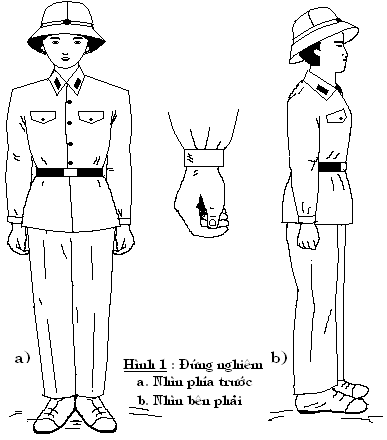 a)
Hình 1 : Đứng nghiêm
a. Nhìn phía trước
b. Nhìn bên phải
b)